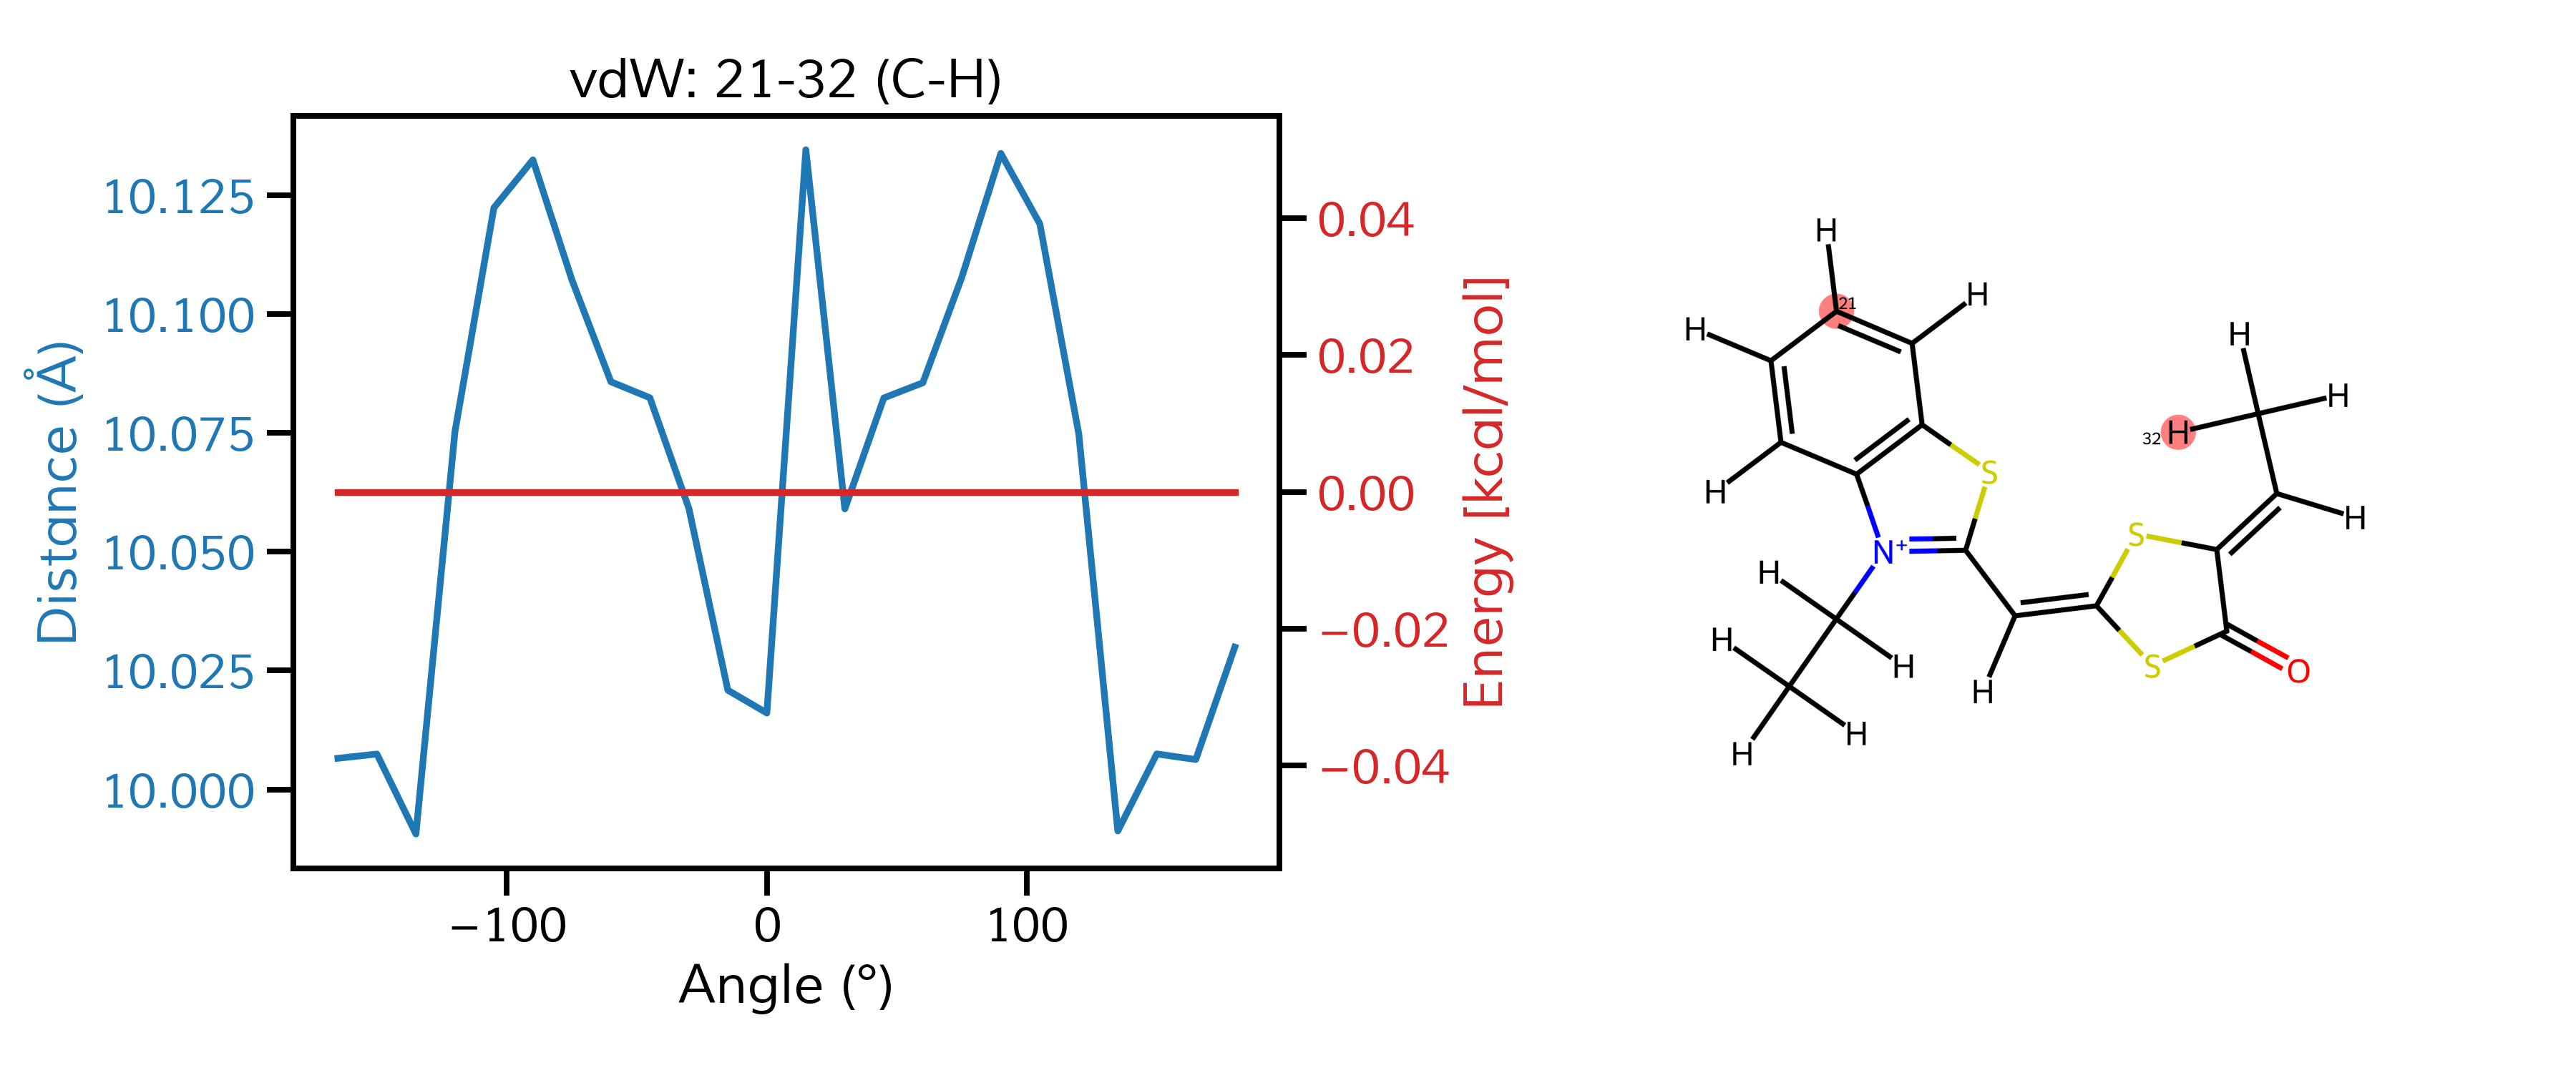 vdW: 21-32 (C-H)
Distance (Å)
10.125
10.100
10.075
10.050
10.025
10.000
−100
0
100
Angle (°)
0.04
0.02
0.00
−0.02
−0.04
Energy [kcal/mol]
H
H
21
H
H
H
32
H
H
S
H
H
S
N⁺
H
H
H
S
O
H
H
H
H